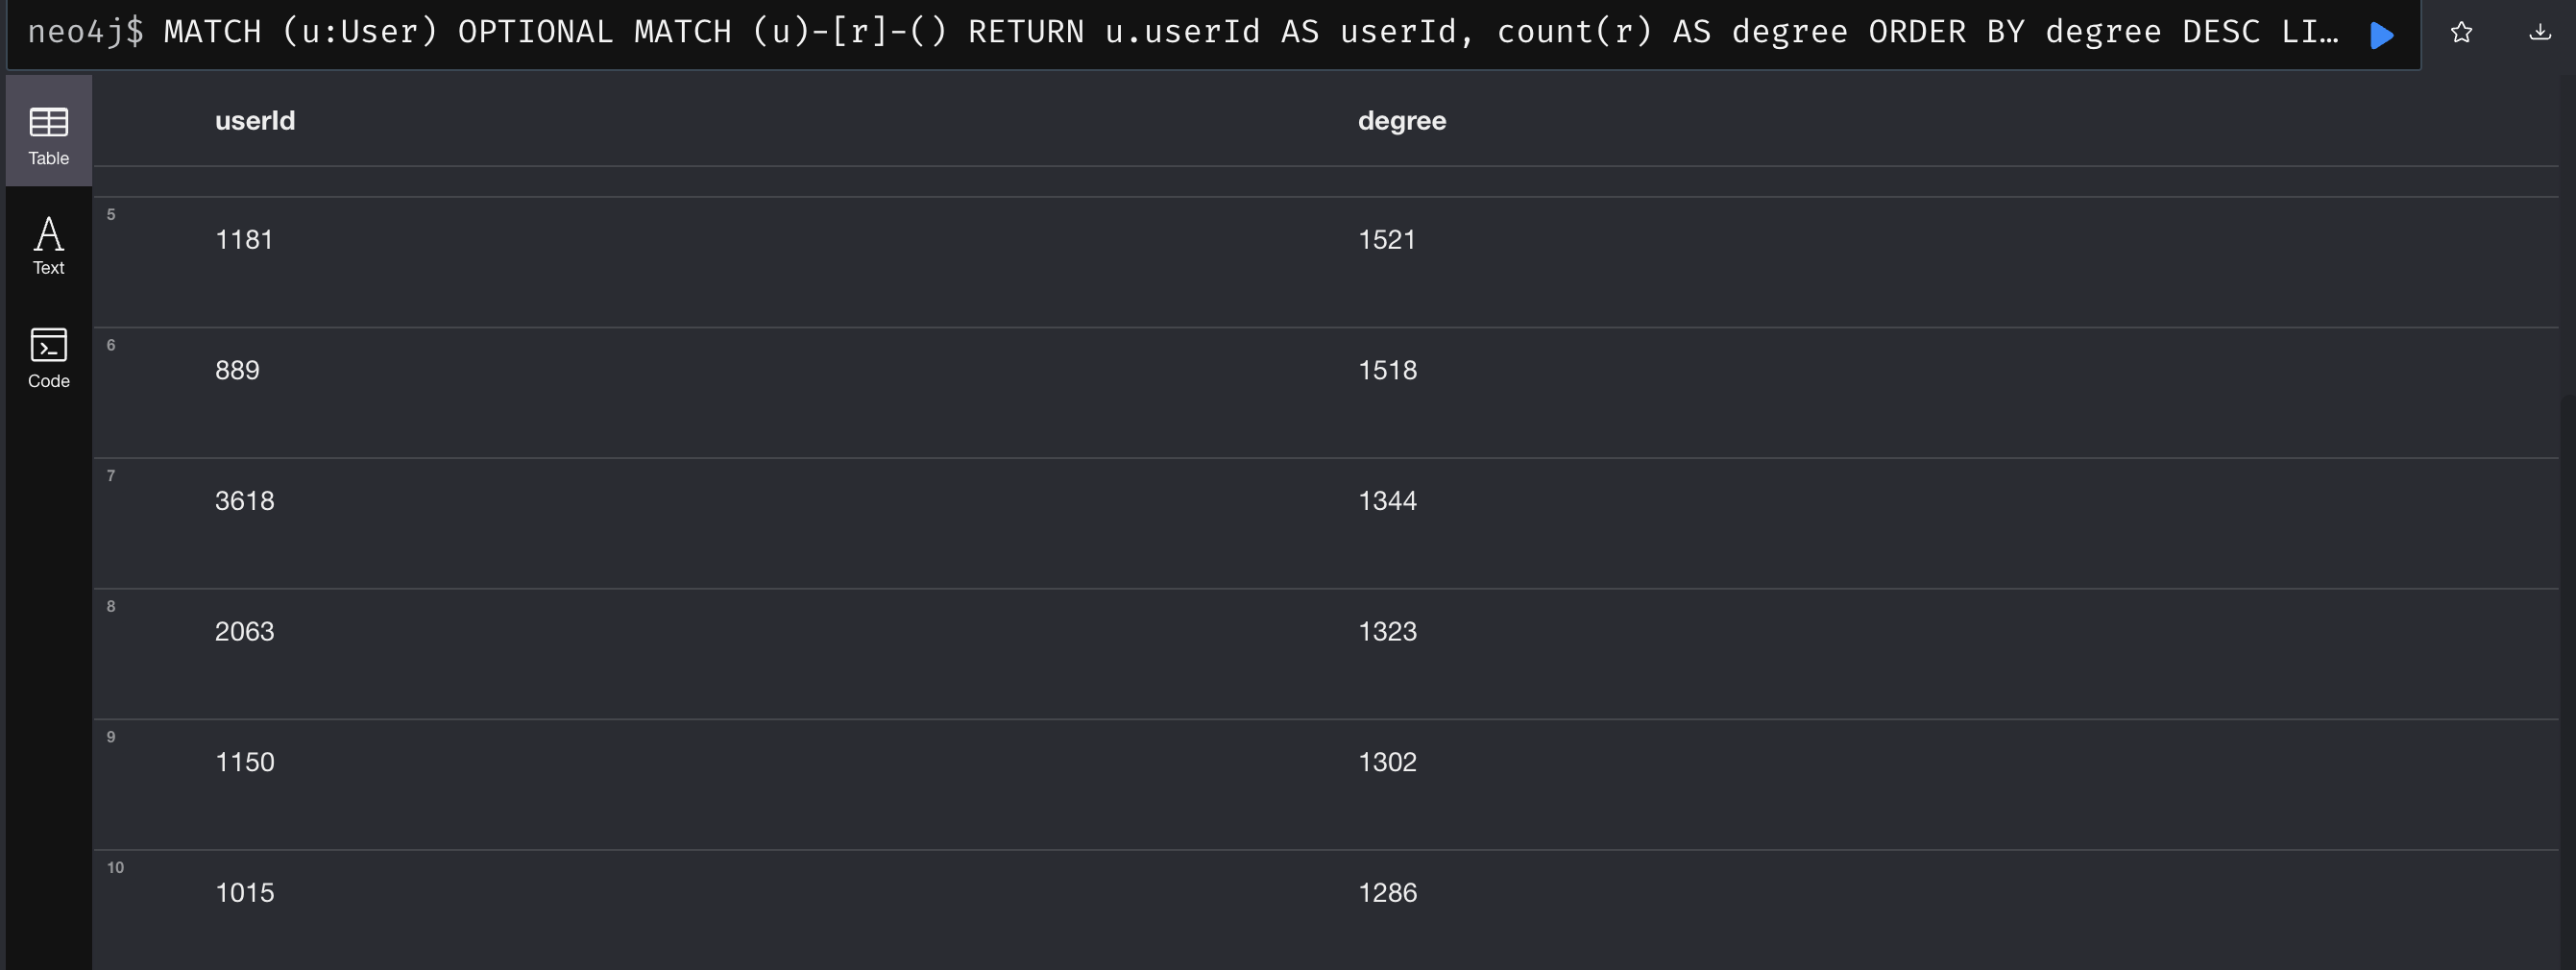 neo4j$ MATCH (u:User) OPTIONAL MATCH (u)-[r]-() RETURN u.userId AS userId, count(r) AS degree ORDER BY degree DESC LI…
Table
Text
Code
userId degree
5 1181 1521
6 889 1518
7 3618 1344
8 2063 1323
9 1150 1302
10 1015 1286